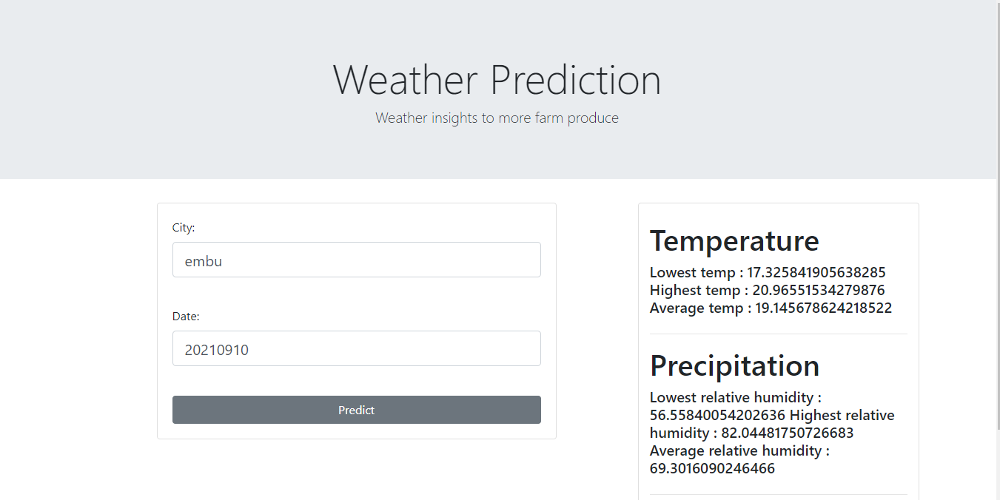 Weather Prediction
Weather insights to more farm produce
City:
embu
Date:
20210910
Predict
Temperature
Lowest temp : 17.325841905638285
Highest temp : 20.96551534279876
Average temp : 19.145678624218522
Precipitation
Lowest relative humidity :
56.55840054202636 Highest relative
humidity : 82.04481750726683
Average relative humidity :
69.3016090246466